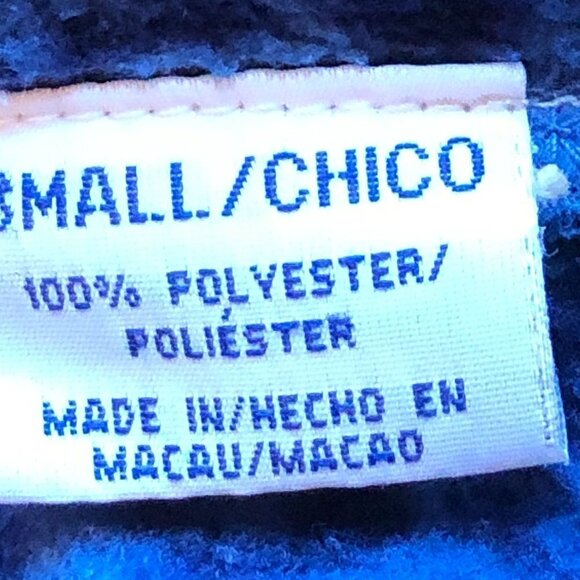 SMALL/CHICO
100% POLYESTER/
POLIÉSTER
MADE IN/HECHO EN
MACAU/MACAO